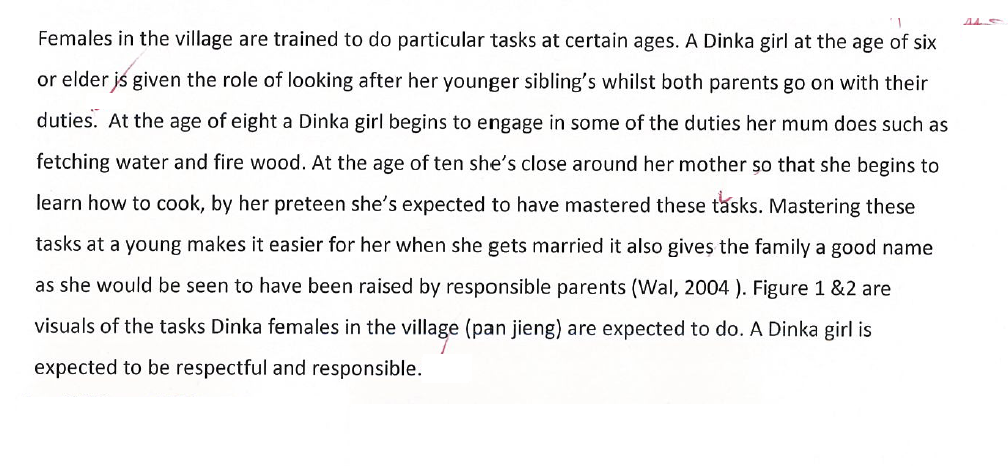 Females in the village are trained to do particular tasks at certain ages. A Dinka girl at the age of six
or elder is given the role of looking after her younger sibling's whilst both parents go on with their
duties. At the age of eight a Dinka girl begins to engage in some of the duties her mum does such as
fetching water and fire wood. At the age of ten she's close around her mother so that she begins to
learn how to cook, by her preteen she's expected to have mastered these tasks. Mastering these
tasks at a young makes it easier for her when she gets married it also gives the family a good name
as she would be seen to have been raised by responsible parents (Wal, 2004 ). Figure 1 &2 are
visuals of the tasks Dinka females in the village (pan jieng) are expected to do. A Dinka girl is
expected to be respectful and responsible.